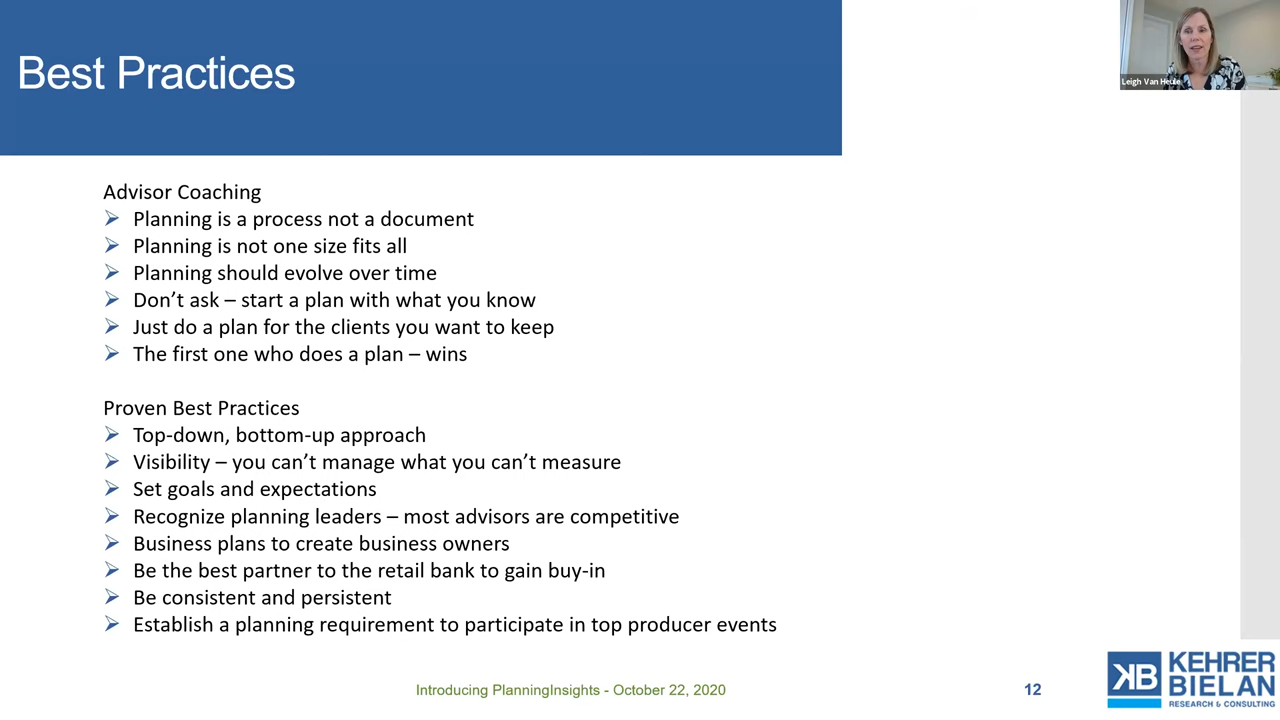 Best Practices
Leigh Van Heule
Advisor Coaching
➢ Planning is a process not a document
➢ Planning is not one size fits all
➢ Planning should evolve over time
➢ Don’t ask – start a plan with what you know
➢ Just do a plan for the clients you want to keep
➢ The first one who does a plan – wins
Proven Best Practices
➢ Top-down, bottom-up approach
➢ Visibility – you can’t manage what you can’t measure
➢ Set goals and expectations
➢ Recognize planning leaders – most advisors are competitive
➢ Business plans to create business owners
➢ Be the best partner to the retail bank to gain buy-in
➢ Be consistent and persistent
➢ Establish a planning requirement to participate in top producer events
Introducing PlanningInsights - October 22, 2020
12
KB
KEHRER
BIELAN
RESEARCH & CONSULTING